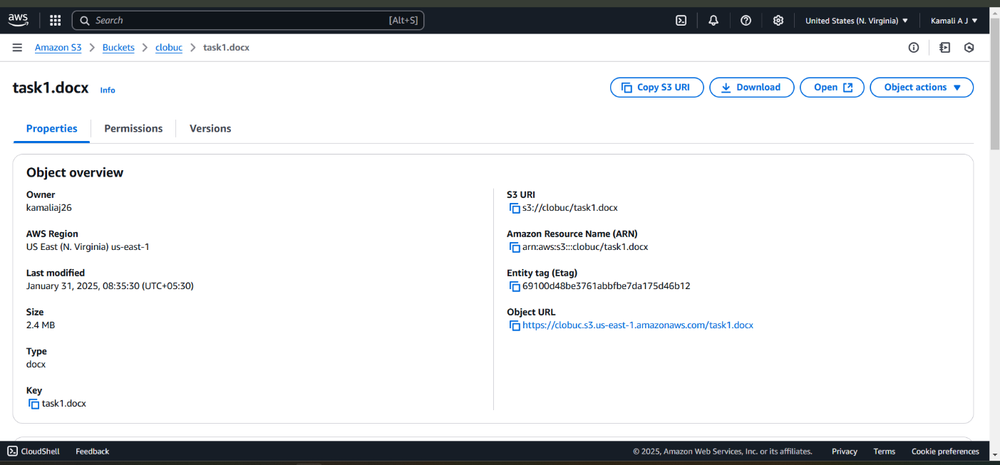 aws
Search [Alt+S]
United States (N. Virginia)
Kamali A J
Amazon S3 > Buckets > clobuc > task1.docx
task1.docx Info
Copy S3 URI
Download
Open
Object actions
Properties
Permissions
Versions
Object overview
Owner
kamaliaj26
AWS Region
US East (N. Virginia) us-east-1
Last modified
January 31, 2025, 08:35:30 (UTC+05:30)
Size
2.4 MB
Type
docx
Key
task1.docx
S3 URI
s3://clobuc/task1.docx
Amazon Resource Name (ARN)
arn:aws:s3:::clobuc/task1.docx
Entity tag (Etag)
69100d48be3761abbfbe7da175d46b12
Object URL
https://clobuc.s3.us-east-1.amazonaws.com/task1.docx
CloudShell
Feedback
© 2025, Amazon Web Services, Inc. or its affiliates.
Privacy
Terms
Cookie preferences